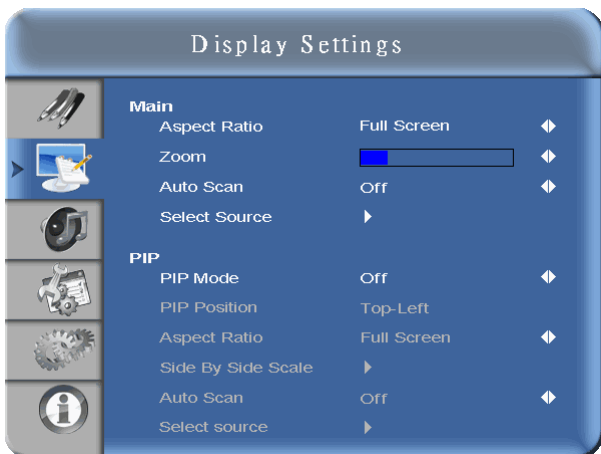 Display Settings
Main
Aspect Ratio Full Screen
Zoom
Auto Scan Off
Select Source
PIP
PIP Mode Off
PIP Position Top-Left
Aspect Ratio Full Screen
Side By Side Scale
Auto Scan Off
Select source